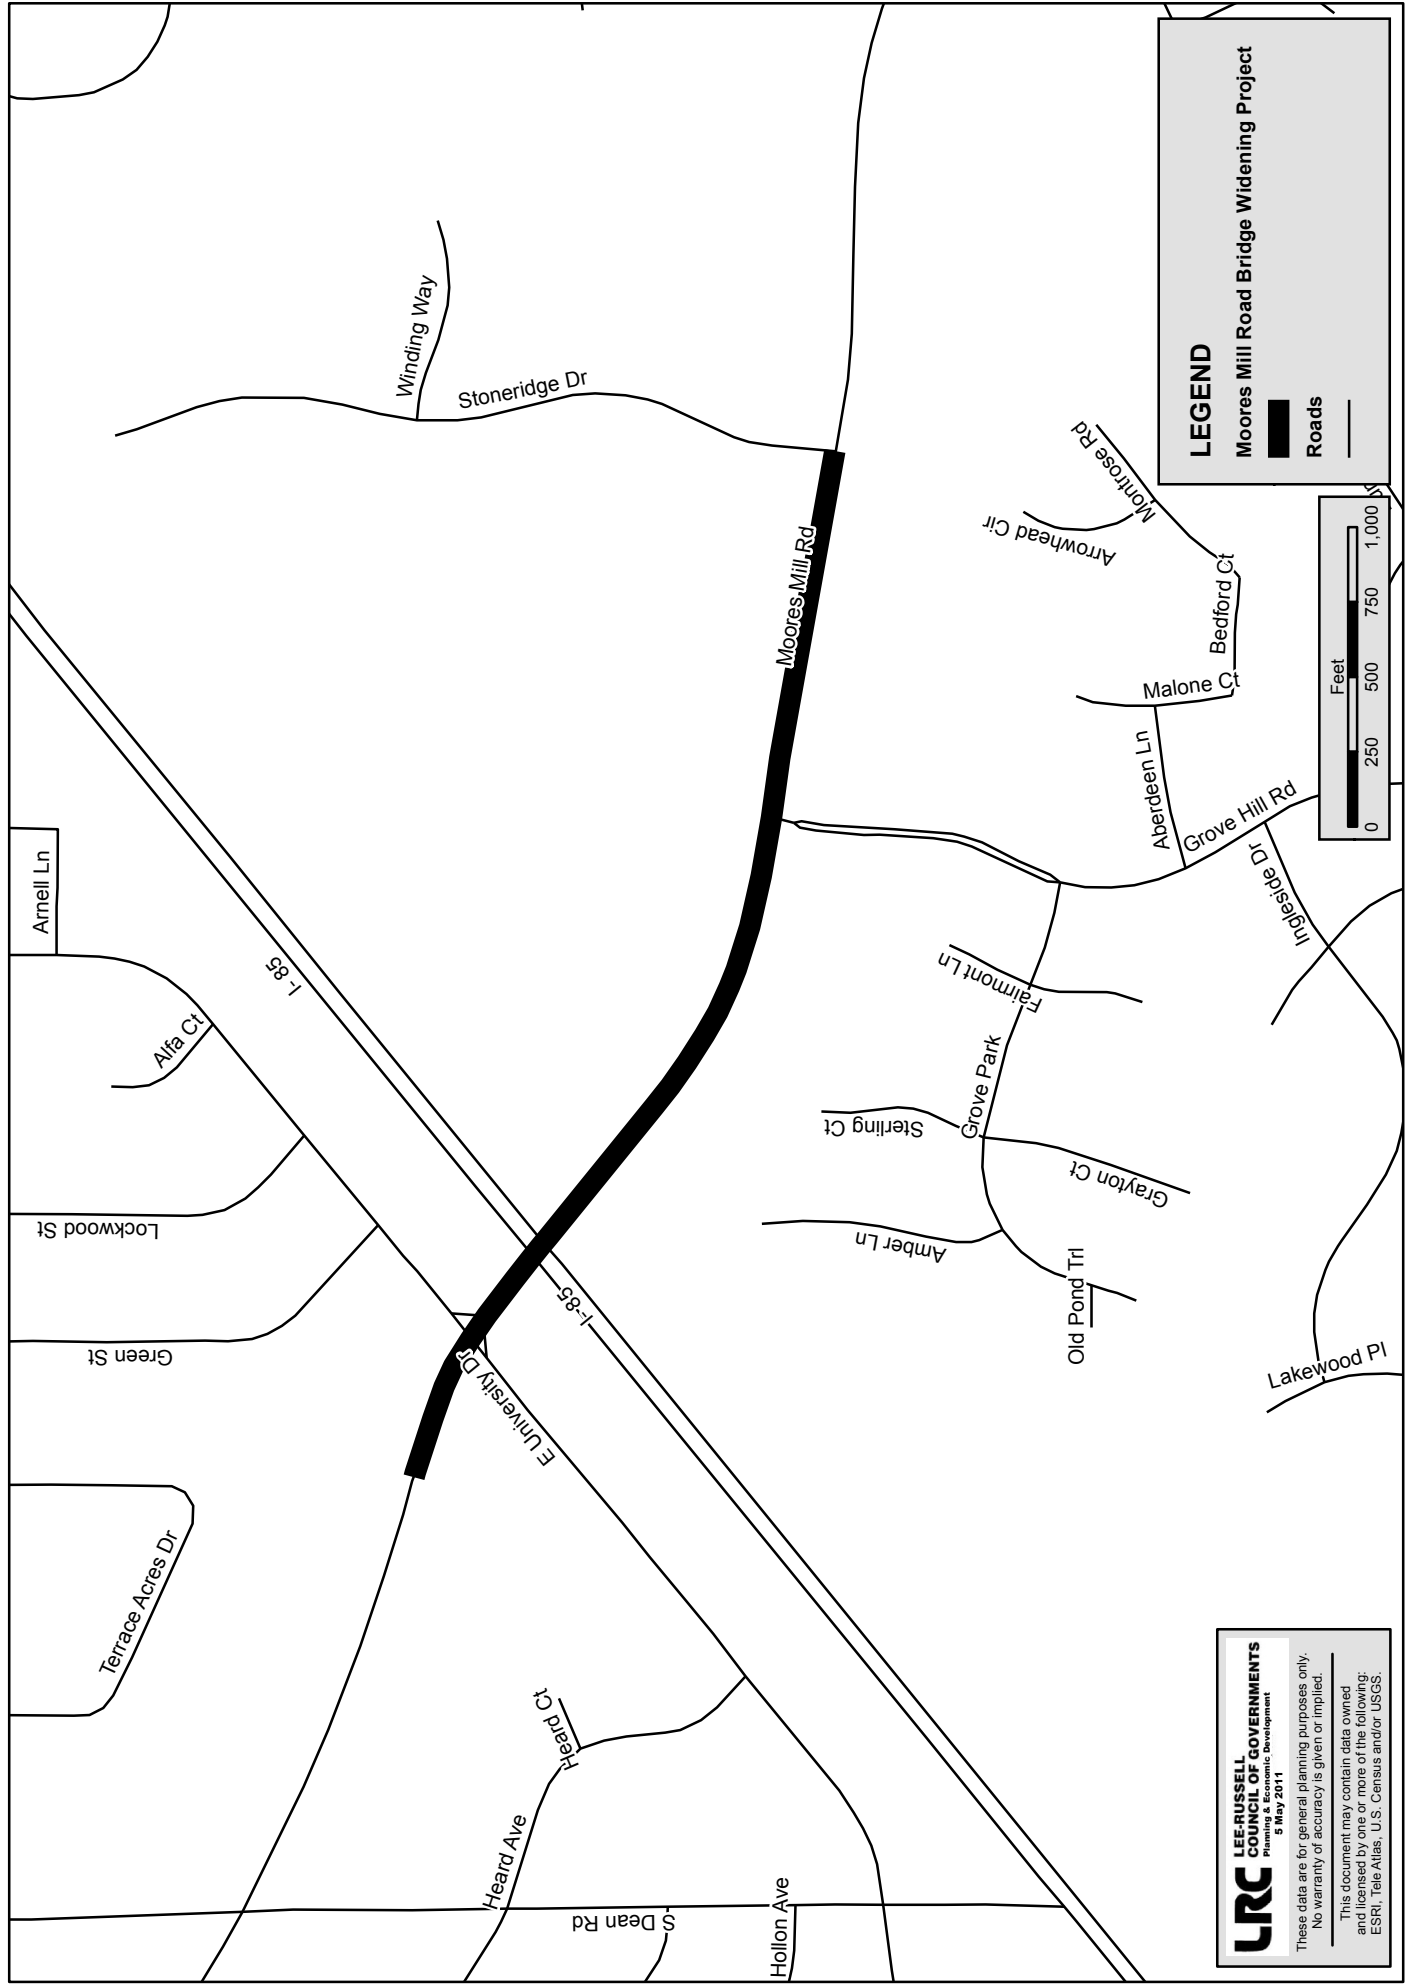 Arnell Ln
Alfa Ct
I- 85
Lockwood St
Green St
Terrace Acres Dr
Winding Way
Stoneridge Dr
Moores Mill Rd
I- 85
E University Dr
Heard Ct
Heard Ave
S Dean Rd
Hollon Ave
Montrose Rd
Arrowhead Cir
Bedford Ct
Malone Ct
Aberdeen Ln
Grove Hill Rd
Ingleside Dr
Fairmont Ln
Grove Park
Sterling Ct
Grayton Ct
Amber Ln
Old Pond Trl
Lakewood Pl
LEGEND
Moores Mill Road Bridge Widening Project
Roads
Feet
0 250 500 750 1,000
LRC
LEE-RUSSELL
COUNCIL OF GOVERNMENTS
Planning & Economic Development
5 May 2011
These data are for general planning purposes only.
No warranty of accuracy is given or implied.
This document may contain data owned
and licensed by one or more of the following:
ESRI, Tele Atlas, U.S. Census and/or USGS.